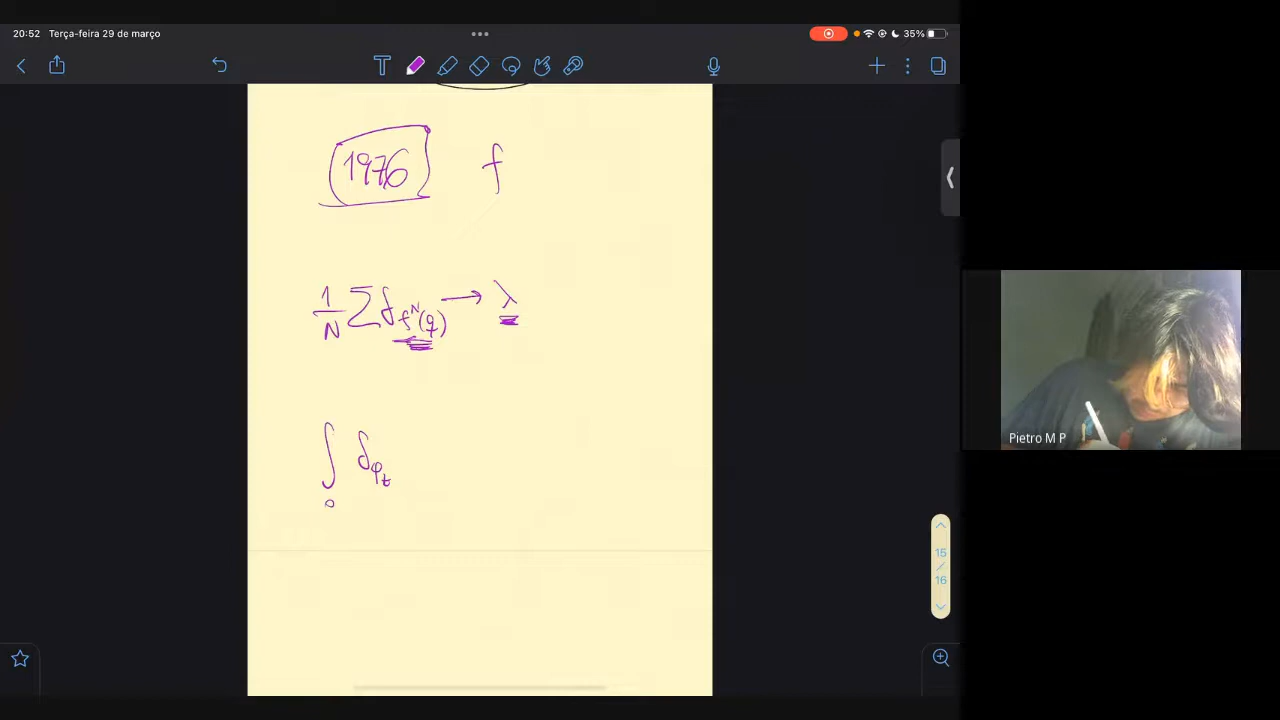 20:52 Terça-feira 29 de março 35%
T
1976 f
1/N Σ δ_{f^N(q)} → λ
∫_0 δ_{φ_t}
15
16
Pietro M P